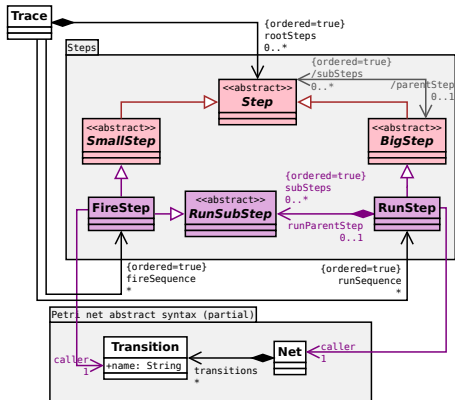 Trace
{ordered=true}
rootSteps
0..*
Steps
{ordered=true}
/subSteps
0..*
/parentStep
0..1
<<abstract>>
Step
<<abstract>>
SmallStep
<<abstract>>
BigStep
{ordered=true}
subSteps
0..*
FireStep
<<abstract>>
RunSubStep
RunStep
runParentStep
0..1
{ordered=true}
fireSequence
*
{ordered=true}
runSequence
*
Petri net abstract syntax (partial)
Transition
+name: String
Net
caller
1
transitions
*
caller
1